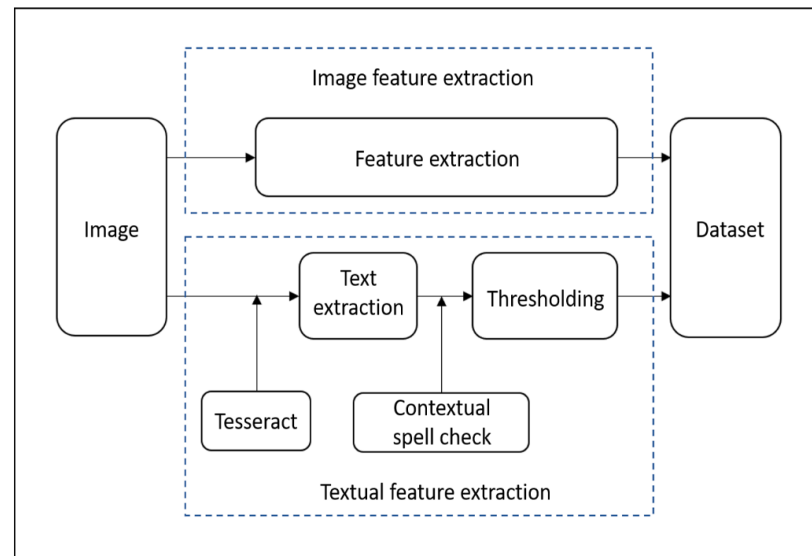 Image feature extraction
Feature extraction
Image
Dataset
Text
extraction
Thresholding
Tesseract
Contextual
spell check
Textual feature extraction